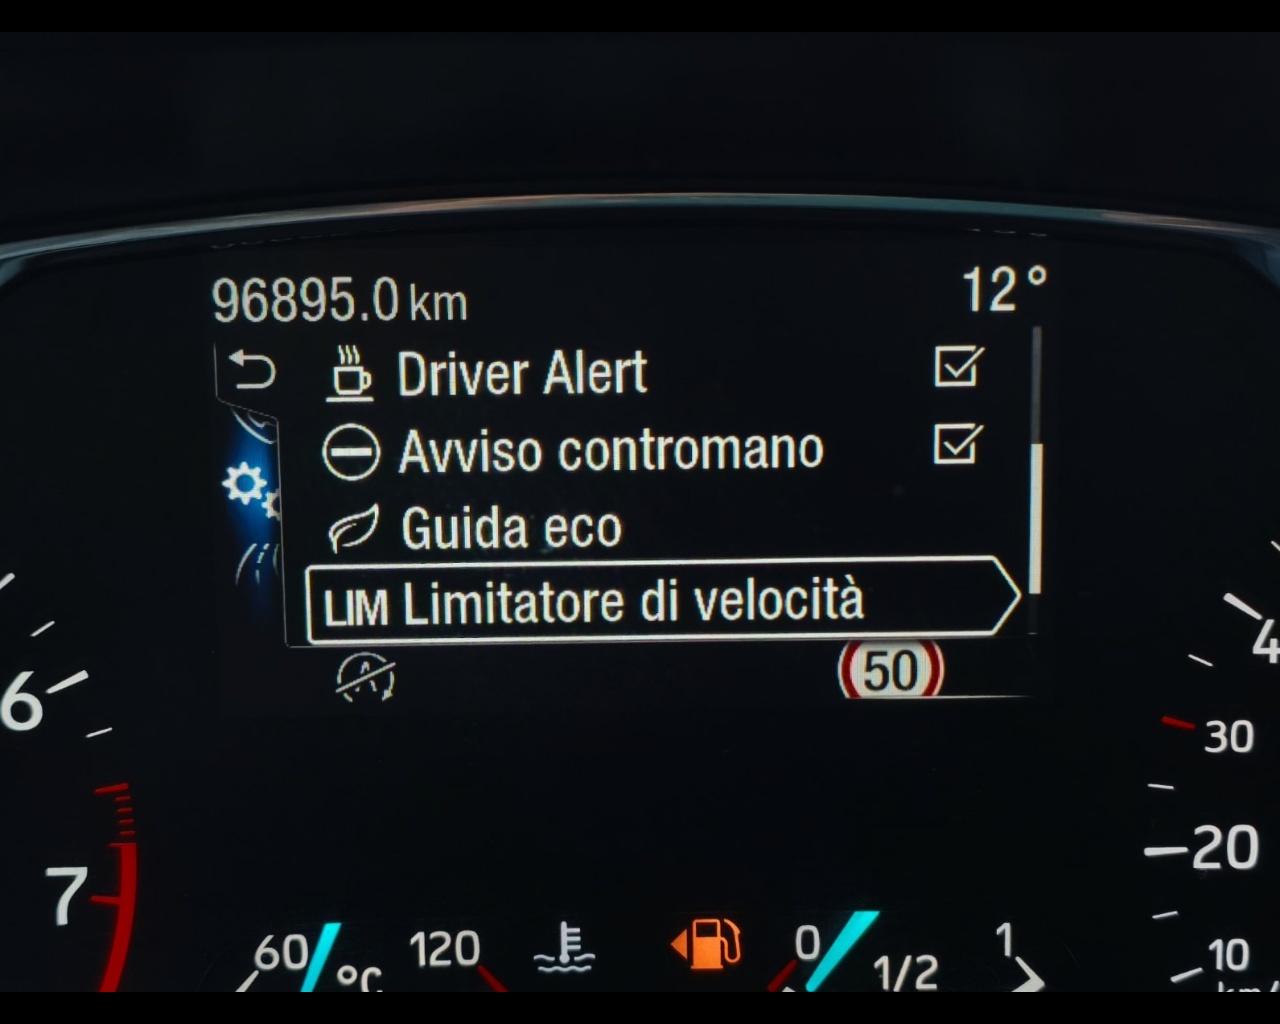 96895.0 km 12°
Driver Alert
Avviso contromano
Guida eco
LIM Limitatore di velocità
A 50
6
7
4
30
20
10
60 °C 120
0 1/2 1